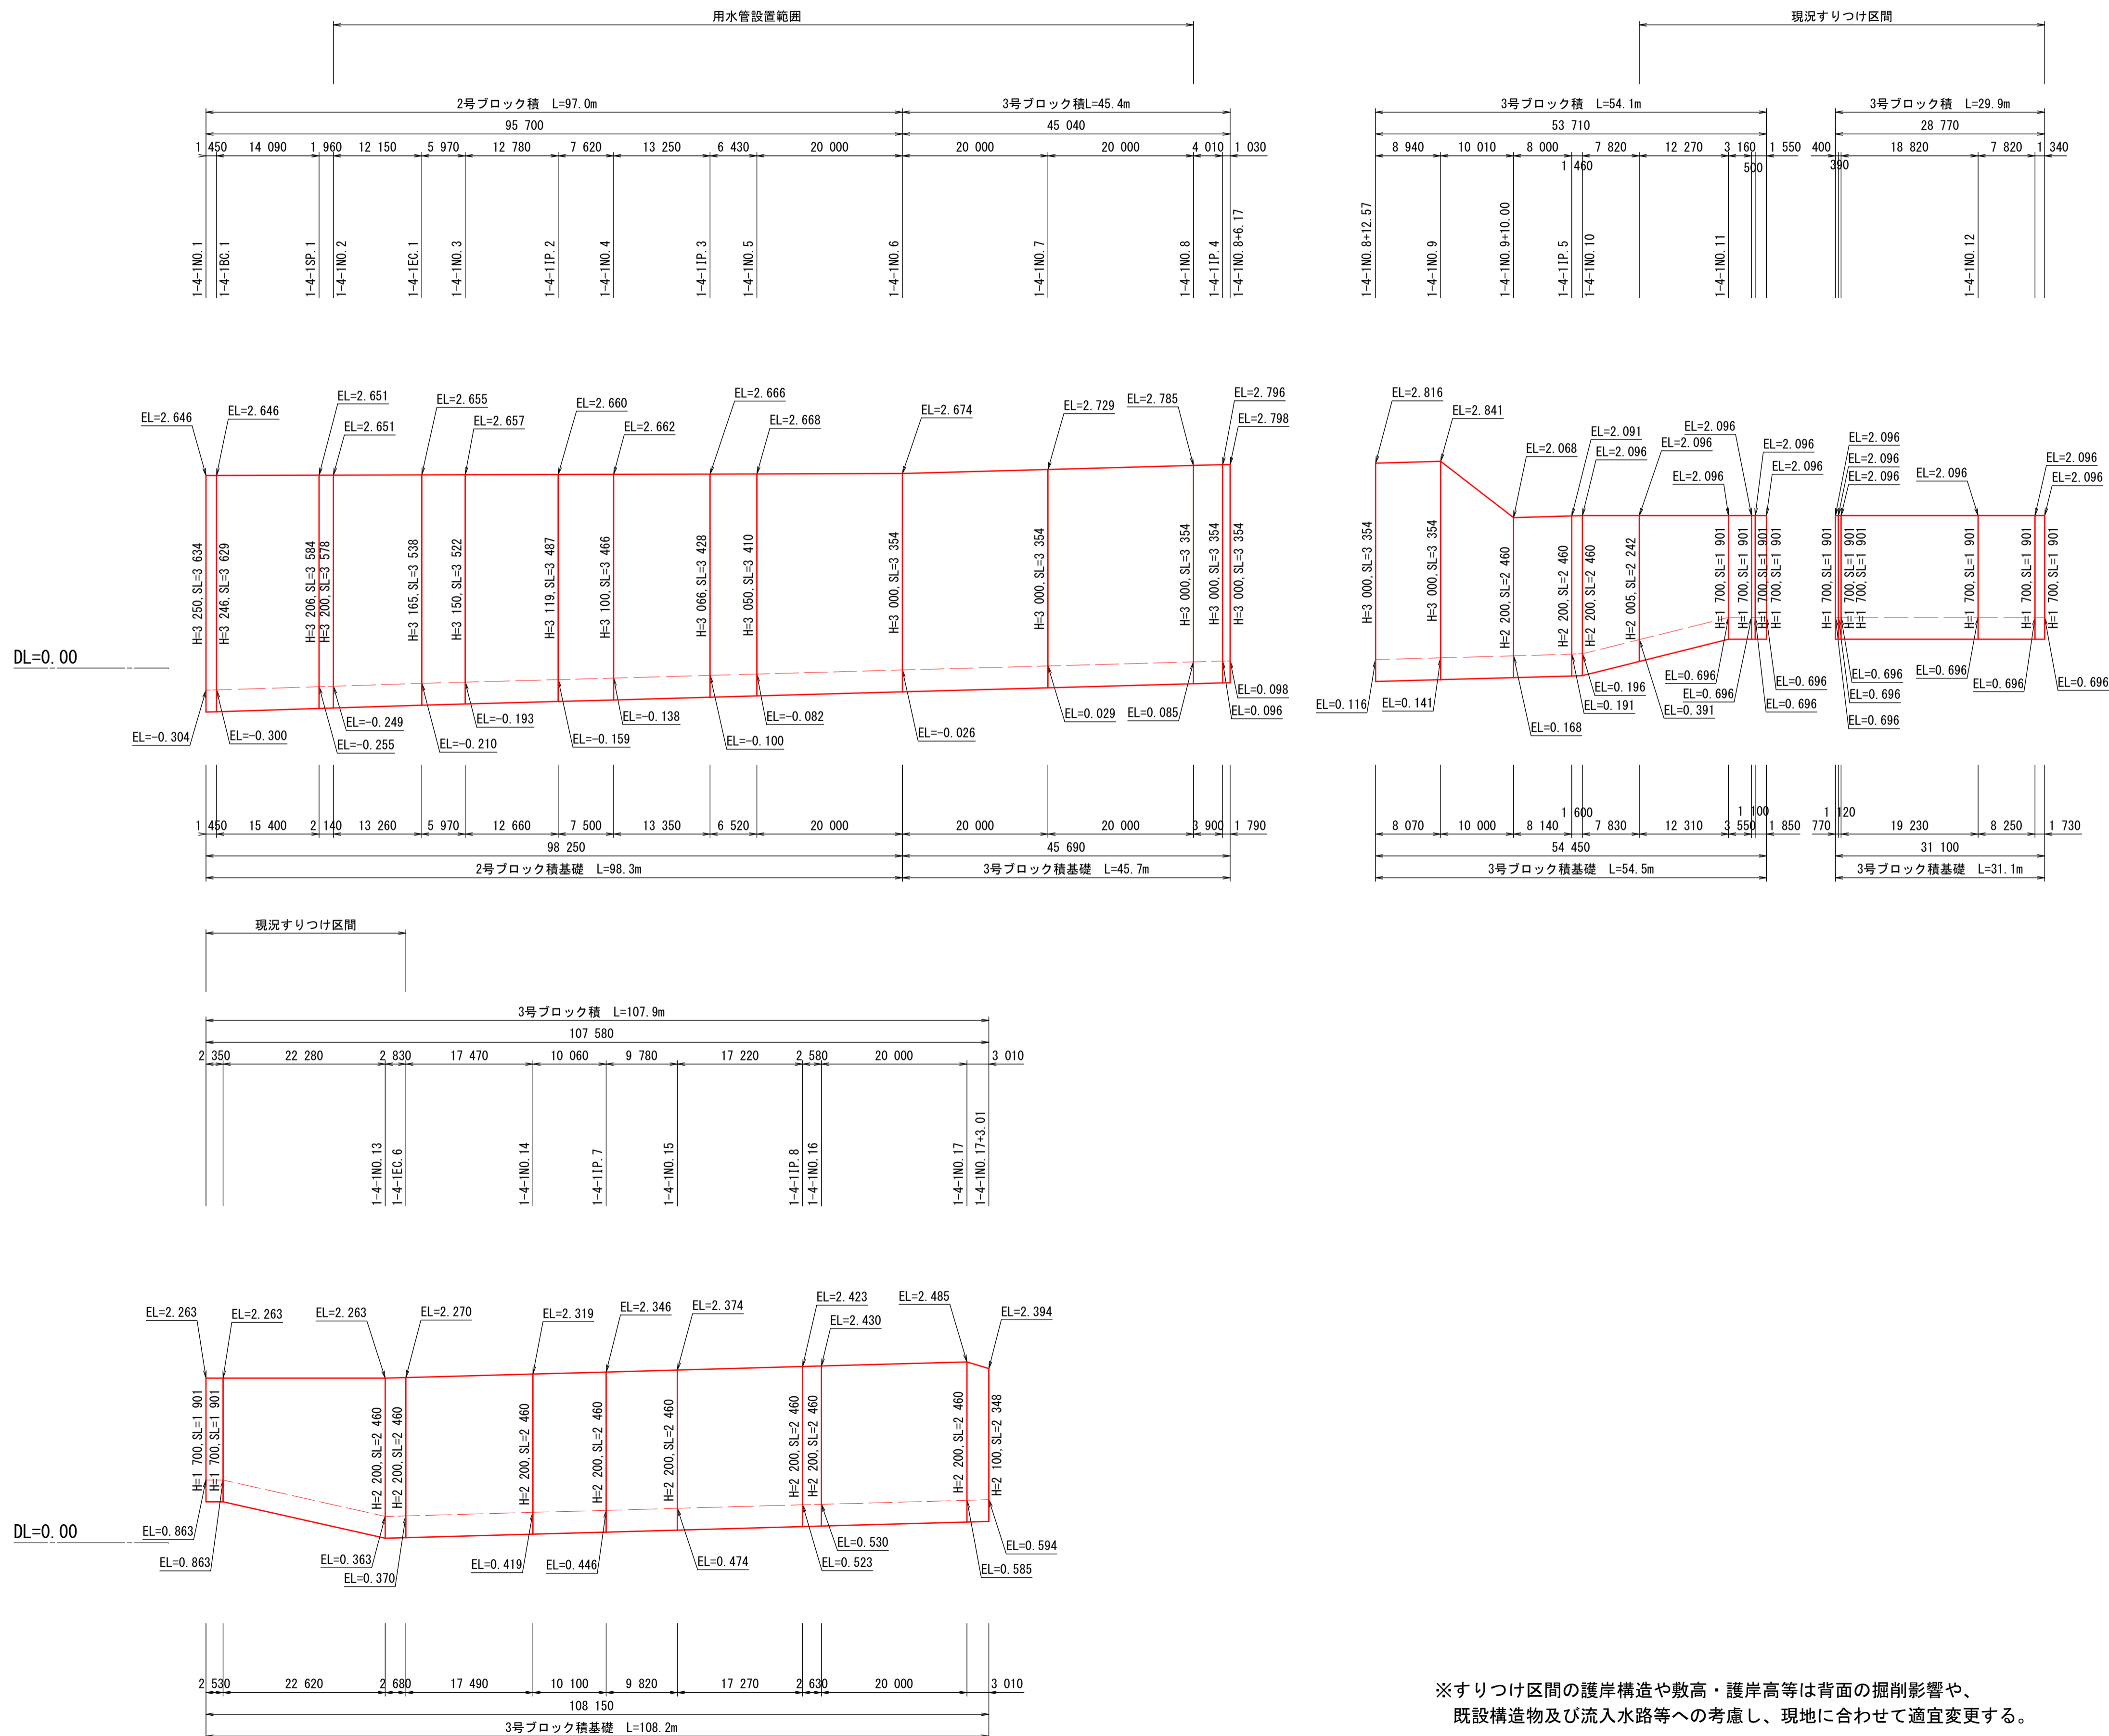 用水管設置範囲
現況すりつけ区間
2号ブロック積 L=97.0m
3号ブロック積L=45.4m
3号ブロック積 L=54.1m
3号ブロック積 L=29.9m
95 700
45 040
53 710
28 770
1 450 14 090 1 960 12 150 5 970 12 780 7 620 13 250 6 430 20 000 20 000 20 000 4 010 1 030
8 940 10 010 8 000 1 460 7 820 12 270 3 160 500 1 550
400 390 18 820 7 820 1 340
1-4-1NO.1
1-4-1BC.1
1-4-1SP.1
1-4-1NO.2
1-4-1EC.1
1-4-1NO.3
1-4-1IP.2
1-4-1NO.4
1-4-1IP.3
1-4-1NO.5
1-4-1NO.6
1-4-1NO.7
1-4-1NO.8
1-4-1IP.4
1-4-1NO.8+6.17
1-4-1NO.8+12.57
1-4-1NO.9
1-4-1NO.9+10.00
1-4-1IP.5
1-4-1NO.10
1-4-1NO.11
1-4-1NO.12
EL=2.646
EL=2.646
EL=2.651
EL=2.651
EL=2.655
EL=2.657
EL=2.660
EL=2.662
EL=2.666
EL=2.668
EL=2.674
EL=2.729
EL=2.785
EL=2.796
EL=2.798
EL=2.816
EL=2.841
EL=2.068
EL=2.091
EL=2.096
EL=2.096
EL=2.096
EL=2.096
EL=2.096
EL=2.096
EL=2.096
EL=2.096
EL=2.096
EL=2.096
EL=2.096
EL=2.096
H=3 250,SL=3 634
H=3 246,SL=3 629
H=3 206,SL=3 584
H=3 200,SL=3 578
H=3 165,SL=3 538
H=3 150,SL=3 522
H=3 119,SL=3 487
H=3 100,SL=3 466
H=3 066,SL=3 428
H=3 050,SL=3 410
H=3 000,SL=3 354
H=3 000,SL=3 354
H=3 000,SL=3 354
H=3 000,SL=3 354
H=3 000,SL=3 354
H=3 000,SL=3 354
H=3 000,SL=3 354
H=2 200,SL=2 460
H=2 200,SL=2 460
H=2 200,SL=2 460
H=2 005,SL=2 242
H=1 700,SL=1 901
H=1 700,SL=1 901
H=1 700,SL=1 901
H=1 700,SL=1 901
H=1 700,SL=1 901
H=1 700,SL=1 901
H=1 700,SL=1 901
H=1 700,SL=1 901
H=1 700,SL=1 901
H=1 700,SL=1 901
DL=0.00
EL=-0.304
EL=-0.300
EL=-0.255
EL=-0.249
EL=-0.210
EL=-0.193
EL=-0.159
EL=-0.138
EL=-0.100
EL=-0.082
EL=-0.026
EL=0.029
EL=0.085
EL=0.096
EL=0.098
EL=0.116
EL=0.141
EL=0.168
EL=0.191
EL=0.196
EL=0.391
EL=0.696
EL=0.696
EL=0.696
EL=0.696
EL=0.696
EL=0.696
EL=0.696
EL=0.696
EL=0.696
EL=0.696
1 450 15 400 2 140 13 260 5 970 12 660 7 500 13 350 6 520 20 000 20 000 20 000 3 900 1 790
8 070 10 000 8 140 1 600 7 830 12 310 3 550 1 100 1 850
770 1 120 19 230 8 250 1 730
98 250
45 690
54 450
31 100
2号ブロック積基礎 L=98.3m
3号ブロック積基礎 L=45.7m
3号ブロック積基礎 L=54.5m
3号ブロック積基礎 L=31.1m
現況すりつけ区間
3号ブロック積 L=107.9m
107 580
2 350 22 280 2 830 17 470 10 060 9 780 17 220 2 580 20 000 3 010
1-4-1NO.13
1-4-1EC.6
1-4-1NO.14
1-4-1IP.7
1-4-1NO.15
1-4-1IP.8
1-4-1NO.16
1-4-1NO.17
1-4-1NO.17+3.01
EL=2.263
EL=2.263
EL=2.263
EL=2.270
EL=2.319
EL=2.346
EL=2.374
EL=2.423
EL=2.430
EL=2.485
EL=2.394
H=1 700,SL=1 901
H=1 700,SL=1 901
H=2 200,SL=2 460
H=2 200,SL=2 460
H=2 200,SL=2 460
H=2 200,SL=2 460
H=2 200,SL=2 460
H=2 200,SL=2 460
H=2 200,SL=2 460
H=2 200,SL=2 460
H=2 100,SL=2 348
DL=0.00
EL=0.863
EL=0.863
EL=0.363
EL=0.370
EL=0.419
EL=0.446
EL=0.474
EL=0.523
EL=0.530
EL=0.585
EL=0.594
2 530 22 620 2 680 17 490 10 100 9 820 17 270 2 630 20 000 3 010
108 150
3号ブロック積基礎 L=108.2m
※すりつけ区間の護岸構造や敷高・護岸高等は背面の掘削影響や、
既設構造物及び流入水路等への考慮し、現地に合わせて適宜変更する。